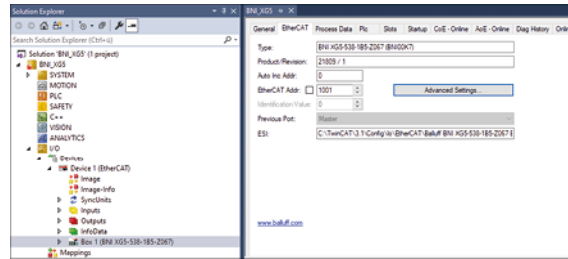 Solution Explorer
Search Solution Explorer (Ctrl+ü)
Solution 'BNI_XG5' (1 project)
BNI_XG5
SYSTEM
MOTION
PLC
SAFETY
C++
VISION
ANALYTICS
I/O
Devices
Device 1 (EtherCAT)
Image
Image-Info
SyncUnits
Inputs
Outputs
InfoData
Box 1 (BNI XG5-538-1B5-Z067)
Mappings
BNI_XG5
General EtherCAT Process Data Plc Slots Startup CoE - Online AoE - Online Diag History Onlin
Type: BNI XG5-538-1B5-Z067 (BNI00K7)
Product/Revision: 21809 / 1
Auto Inc Addr: 0
EtherCAT Addr: 1001 Advanced Settings...
Identification Value: 0
Previous Port: Master
ESI: C:\TwinCAT\3.1\Config\Io\EtherCAT\Balluff BNI XG5-538-1B5-Z067
www.balluff.com